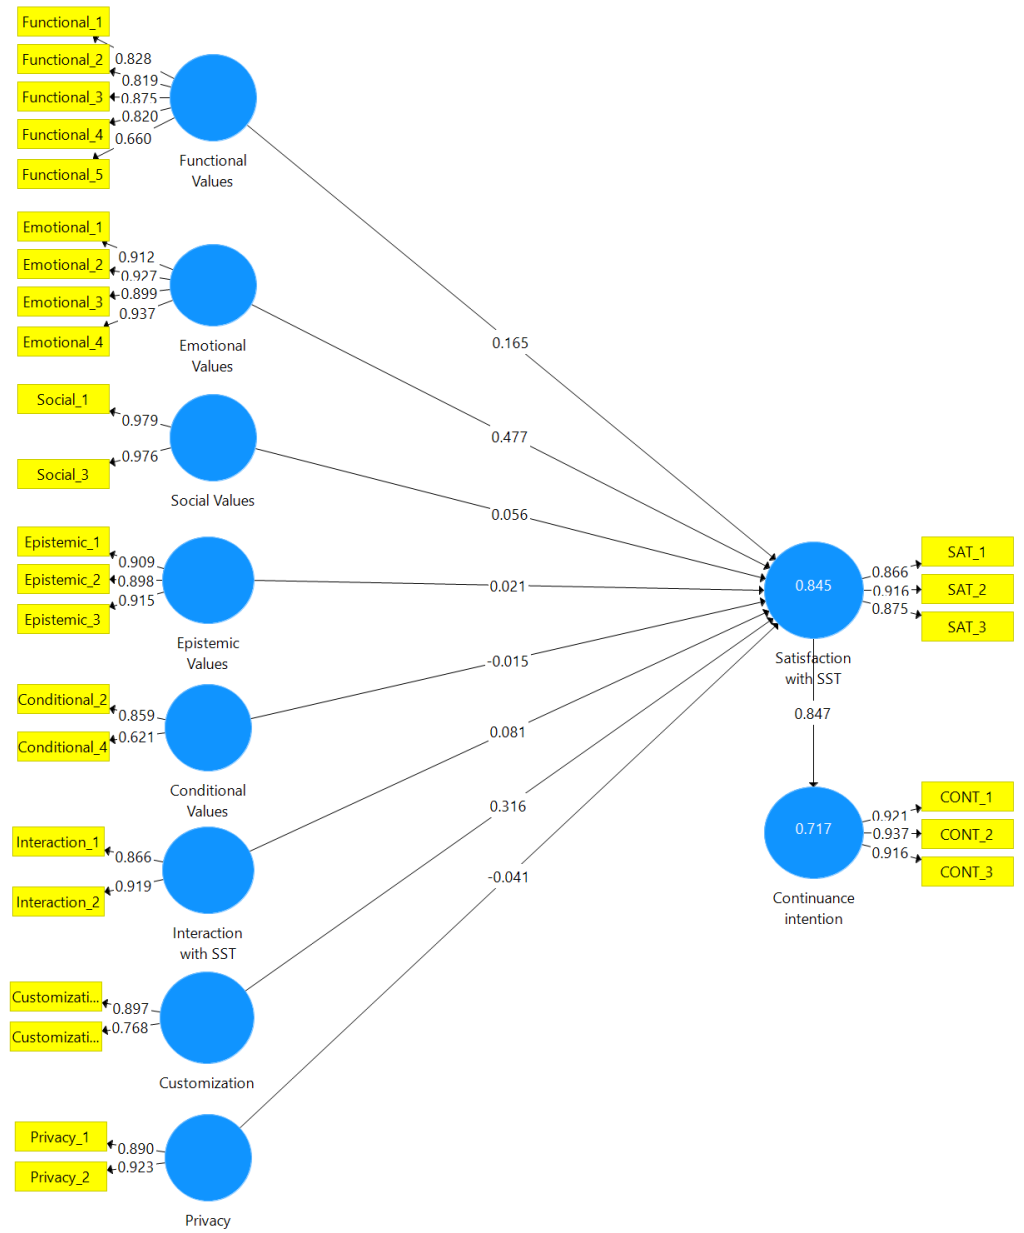 Functional_1
Functional_2
Functional_3
Functional_4
Functional_5
0.828
0.819
0.875
0.820
0.660
Functional
Values
Emotional_1
Emotional_2
Emotional_3
Emotional_4
0.912
0.927
0.899
0.937
Emotional
Values
Social_1
Social_3
0.979
0.976
Social Values
Epistemic_1
Epistemic_2
Epistemic_3
0.909
0.898
0.915
Epistemic
Values
Conditional_2
Conditional_4
0.859
0.621
Conditional
Values
Interaction_1
Interaction_2
0.866
0.919
Interaction
with SST
Customizati...
Customizati...
0.897
0.768
Customization
Privacy_1
Privacy_2
0.890
0.923
Privacy
0.165
0.477
0.056
0.021
-0.015
0.081
0.316
-0.041
0.845
Satisfaction
with SST
0.866
0.916
0.875
SAT_1
SAT_2
SAT_3
0.847
0.717
Continuance
intention
0.921
0.937
0.916
CONT_1
CONT_2
CONT_3